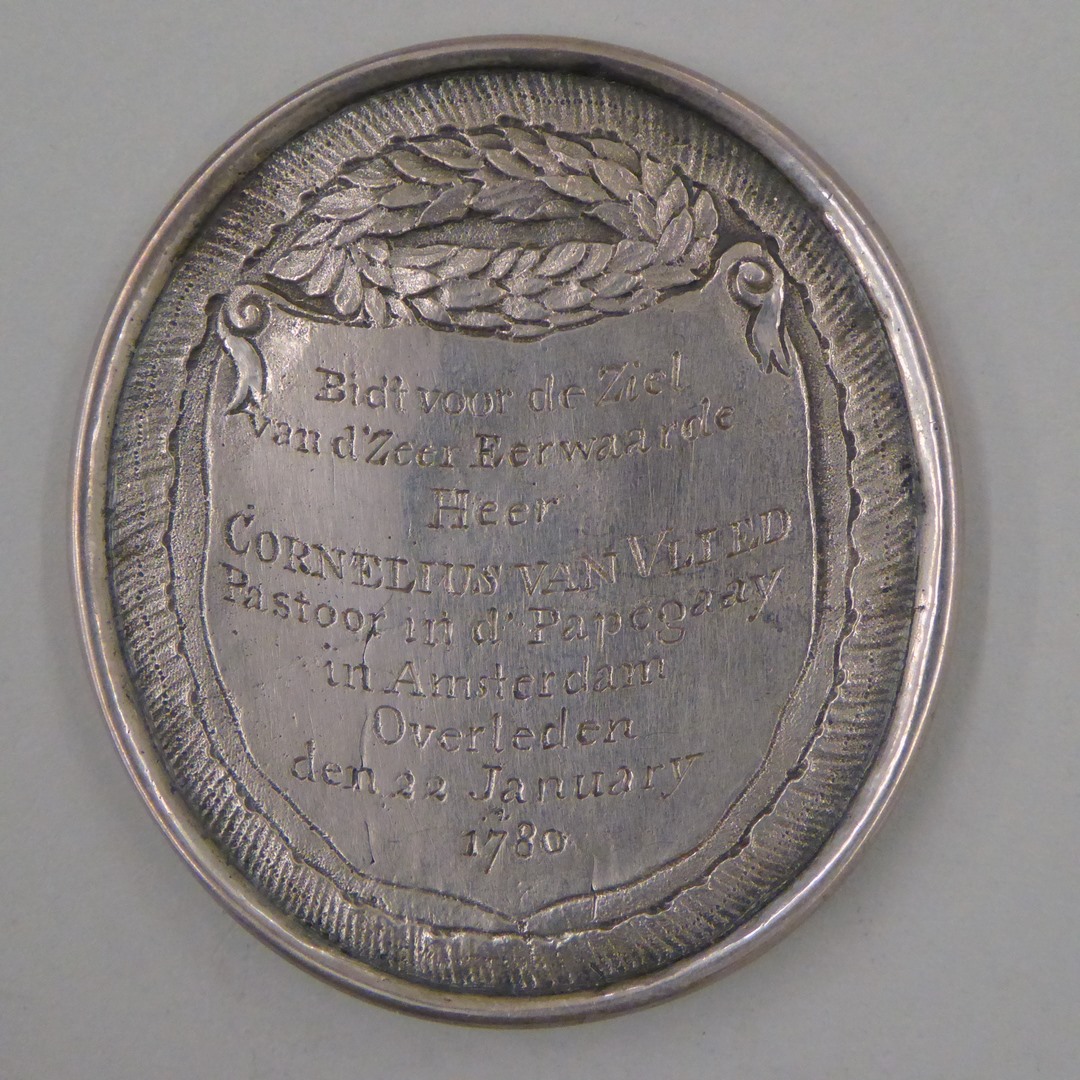 Bidt voor de Ziel
van d'Zeer Eerwaarde
Heer
CORNELIUS VAN VLIED
Pastoor in d' Papegaay
in Amsterdam
Overleden
den 22 January
1780